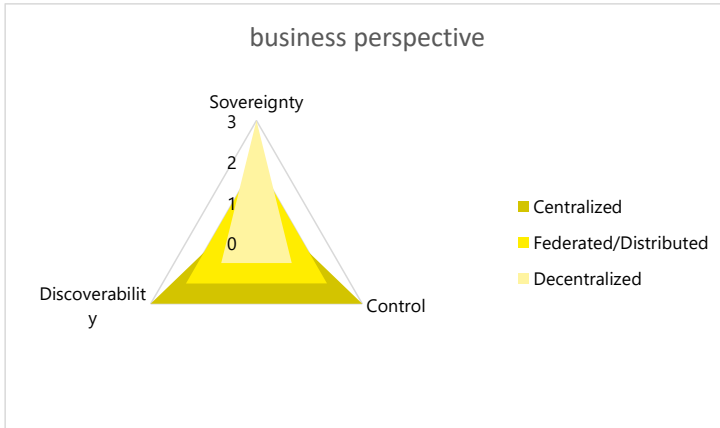 business perspective
Sovereignty
3
2
1
0
Discoverabilit
y
Control
Centralized
Federated/Distributed
Decentralized